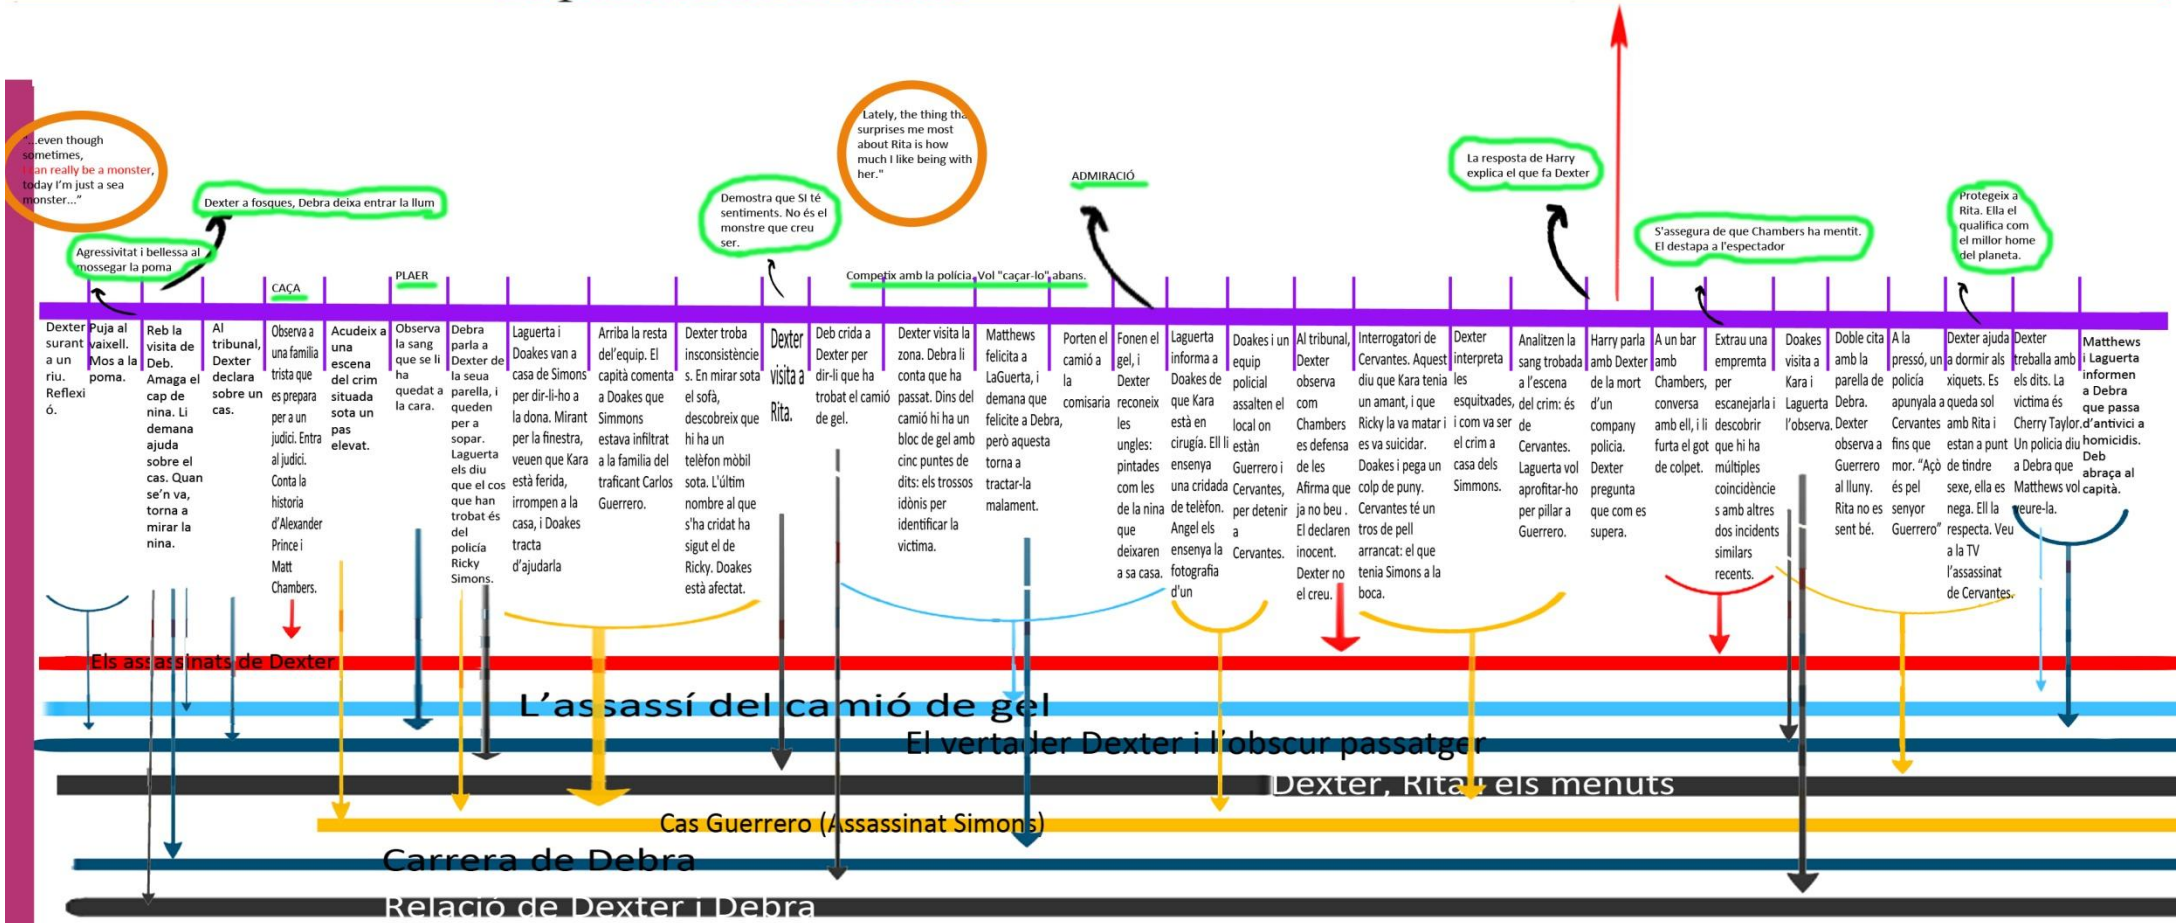 "...even though
sometimes,
I can really be a monster,
today I'm just a sea
monster..."
Dexter a fosques, Debra deixa entrar la llum
Agressivitat i bellessa al
mossegar la poma
CAÇA
PLAER
Demostra que SI té
sentiments. No és el
monstre que creu
ser.
"Lately, the thing tha
surprises me most
about Rita is how
much I like being with
her."
Competix amb la polícia. Vol "caçar-lo" abans.
ADMIRACIÓ
La resposta de Harry
explica el que fa Dexter
S'assegura de que Chambers ha mentit.
El destapa a l'espectador
Protegeix a
Rita. Ella el
qualifica com
el millor home
del planeta.
Dexter
surant
a un
riu.
Reflexi
ó.
Puja al
vaixell.
Mos a la
poma.
Reb la
visita de
Deb.
Amaga el
cap de
nina. Li
demana
ajuda
sobre el
cas. Quan
se'n va,
torna a
mirar la
nina.
Al
tribunal,
Dexter
declara
sobre un
cas.
Observa a
una familia
trista que
es prepara
per a un
judici. Entra
al judici.
Conta la
historia
d'Alexander
Prince i
Matt
Chambers.
Acudeix a
una
escena
del crim
situada
sota un
pas
elevat.
Observa
la sang
que se li
ha
quedat a
la cara.
Debra
parla a
Dexter de
la seua
parella, i
queden
per a
sopar.
Laguerta
els diu
que el cos
que han
trobat és
del
policía
Ricky
Simons.
Laguerta i
Doakes van a
casa de Simons
per dir-li-ho a
la dona. Mirant
per la finestra,
veuen que Kara
està ferida,
irrompen a la
casa, i Doakes
tracta
d'ajudarla
Arriba la resta
del'equip. El
capità comenta
a Doakes que
Simmons
estava infiltrat
a la familia del
traficant Carlos
Guerrero.
Dexter troba
insconsistències
s. En mirar sota
el sofà,
descobreix que
hi ha un
telèfon mòbil
sota. L'últim
nombre al que
s'ha cridat ha
sigut el de
Ricky. Doakes
està afectat.
Dexter
visita a
Rita.
Deb crida a
Dexter per
dir-li que ha
trobat el camió
de gel.
Dexter visita la
zona. Debra li
conta que ha
passat. Dins del
camió hi ha un
bloc de gel amb
cinc puntes de
dits: els trossos
idònis per
identificar la
victima.
Matthews
felicita a
LaGuerta, i
demana que
felicite a Debra,
però aquesta
torna a
tractar-la
malament.
Porten el
camió a
la
comisaria
Fonen el
gel, i
Dexter
reconeix
les
ungles:
pintades
com les
de la nina
que
deixaren
a sa casa.
Laguerta
informa a
Doakes de
que Kara
està en
cirugía. Ell li
ensenya
una cridada
de telèfon.
Angel els
ensenya la
fotografia
d'un
Doakes i un
equip
policial
assalten el
local on
estàn
Guerrero i
Cervantes,
per detenir
a
Cervantes.
Al tribunal,
Dexter
observa
com
Chambers
es defensa
de les
Afirma que
ja no beu .
El declaren
inocent.
Dexter no
el creu.
Interrogatori de
Cervantes. Aquest
diu que Kara tenia
un amant, i que
Ricky la va matar i
es va suicidar.
Doakes i pega un
colp de puny.
Cervantes té un
tros de pell
arrancat: el que
tenia Simons a la
boca.
Dexter
interpreta
les
esquitxades,
i com va ser
el crim a
casa dels
Simmons.
Analitzen la
sang trobada
a l'escena
del crim: és
de
Cervantes.
Laguerta vol
aprofitar-ho
per pillar a
Guerrero.
Harry parla
amb Dexter
de la mort
d'un
company
policia.
Dexter
pregunta
que com es
supera.
A un bar
amb
Chambers,
conversa
amb ell, i li
furta el got
de colpet.
Extrau una
empremta
per
escanejarla i
descobrir
que hi ha
múltiples
coincidènci
s amb altres
dos incidents
similars
recents.
Doakes
visita a
Kara i
Laguerta
l'observa.
Doble cita
amb la
parella de
Debra.
Dexter
observa a
Guerrero
al lluny.
Rita no es
sent bé.
A la
pressó, un
policía
apunyala a
Cervantes
fins que
mor. "Açò
és pel
senyor
Guerrero"
Dexter ajuda
a dormir als
xiquets. Es
queda sol
amb Rita i
estan a punt
de tindre
sexe, ella es
nega. Ell la
respecta. Veu
a la TV
l'assassinat
de Cervantes.
Dexter
treballa amb
els dits. La
victima és
Cherry Taylor.
Un policia diu
a Debra que
Matthews vol
veure-la.
Matthews
i Laguerta
informen
a Debra
que passa
d'antivici a
homicidis.
Deb
abraça al
capità.
Els assassinats de Dexter
L'assassí del camió de gel
El vertader Dexter i l'obscur passatger
Dexter, Rita i els menuts
Cas Guerrero (Assassinat Simons)
Carrera de Debra
Relació de Dexter i Debra